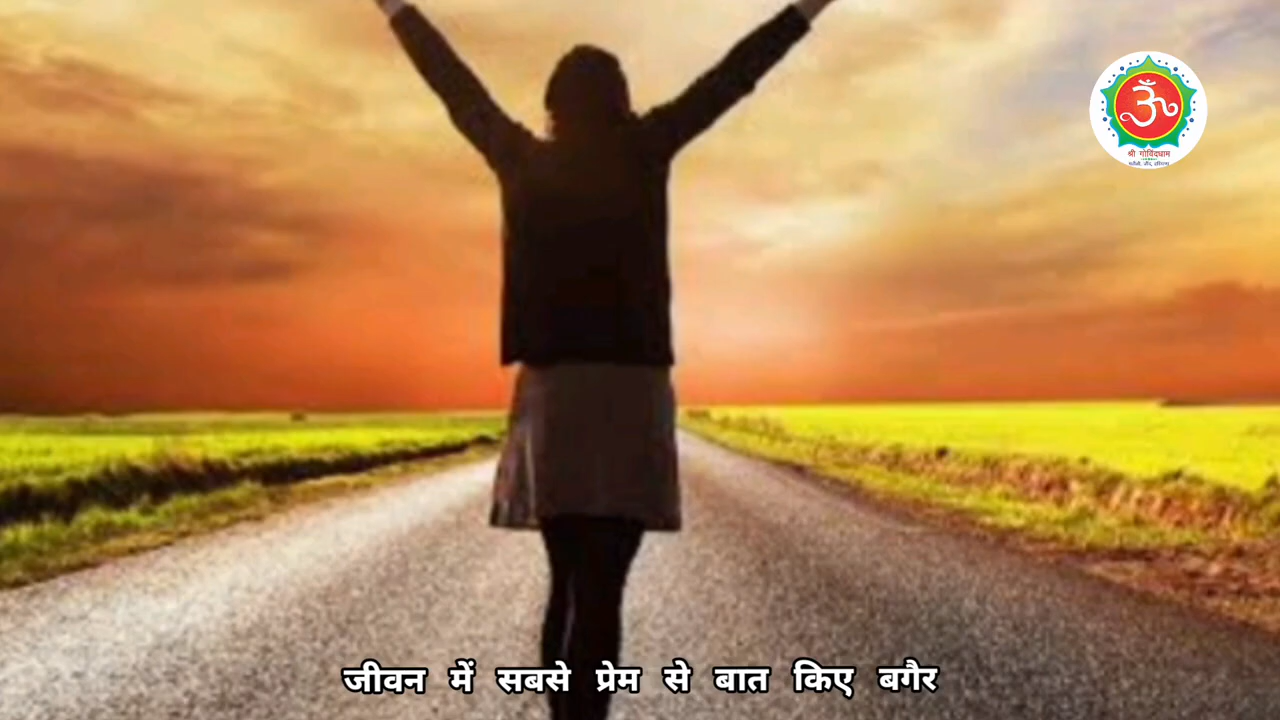 ॐ
श्री गोविंदधाम
जीवन में सबसे प्रेम से बात किए बगैर